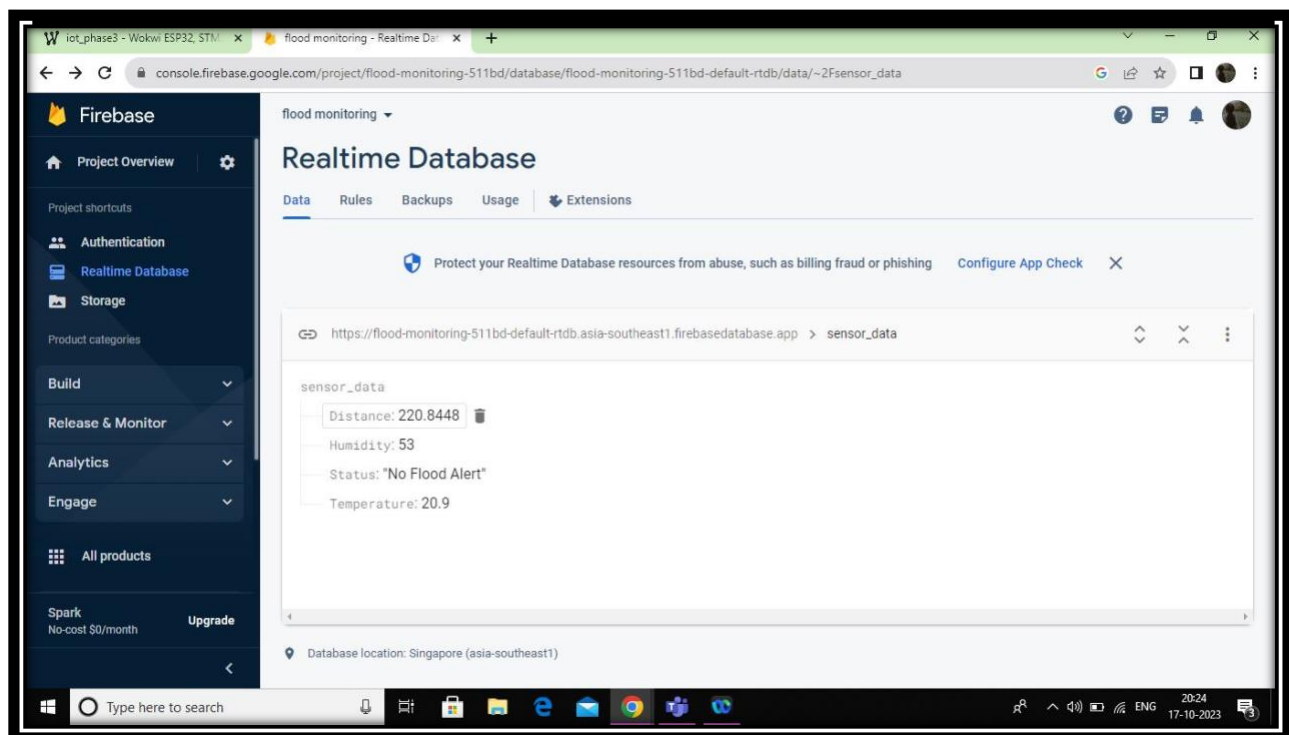 iot_phase3 - Wokwi ESP32, STM
flood monitoring - Realtime Da
console.firebase.google.com/project/flood-monitoring-511bd/database/flood-monitoring-511bd-default-rtdb/data/~2Fsensor_data
Firebase
flood monitoring
Project Overview
Realtime Database
Project shortcuts
Data Rules Backups Usage Extensions
Authentication
Realtime Database
Storage
Protect your Realtime Database resources from abuse, such as billing fraud or phishing Configure App Check
Product categories
https://flood-monitoring-511bd-default-rtdb.asia-southeast1.firebasedatabase.app > sensor_data
Build
Release & Monitor
Analytics
Engage
sensor_data
Distance: 220.8448
Humidity: 53
Status: "No Flood Alert"
Temperature: 20.9
All products
Spark
No-cost $0/month
Upgrade
Database location: Singapore (asia-southeast1)
Type here to search
ENG
20:24
17-10-2023
3